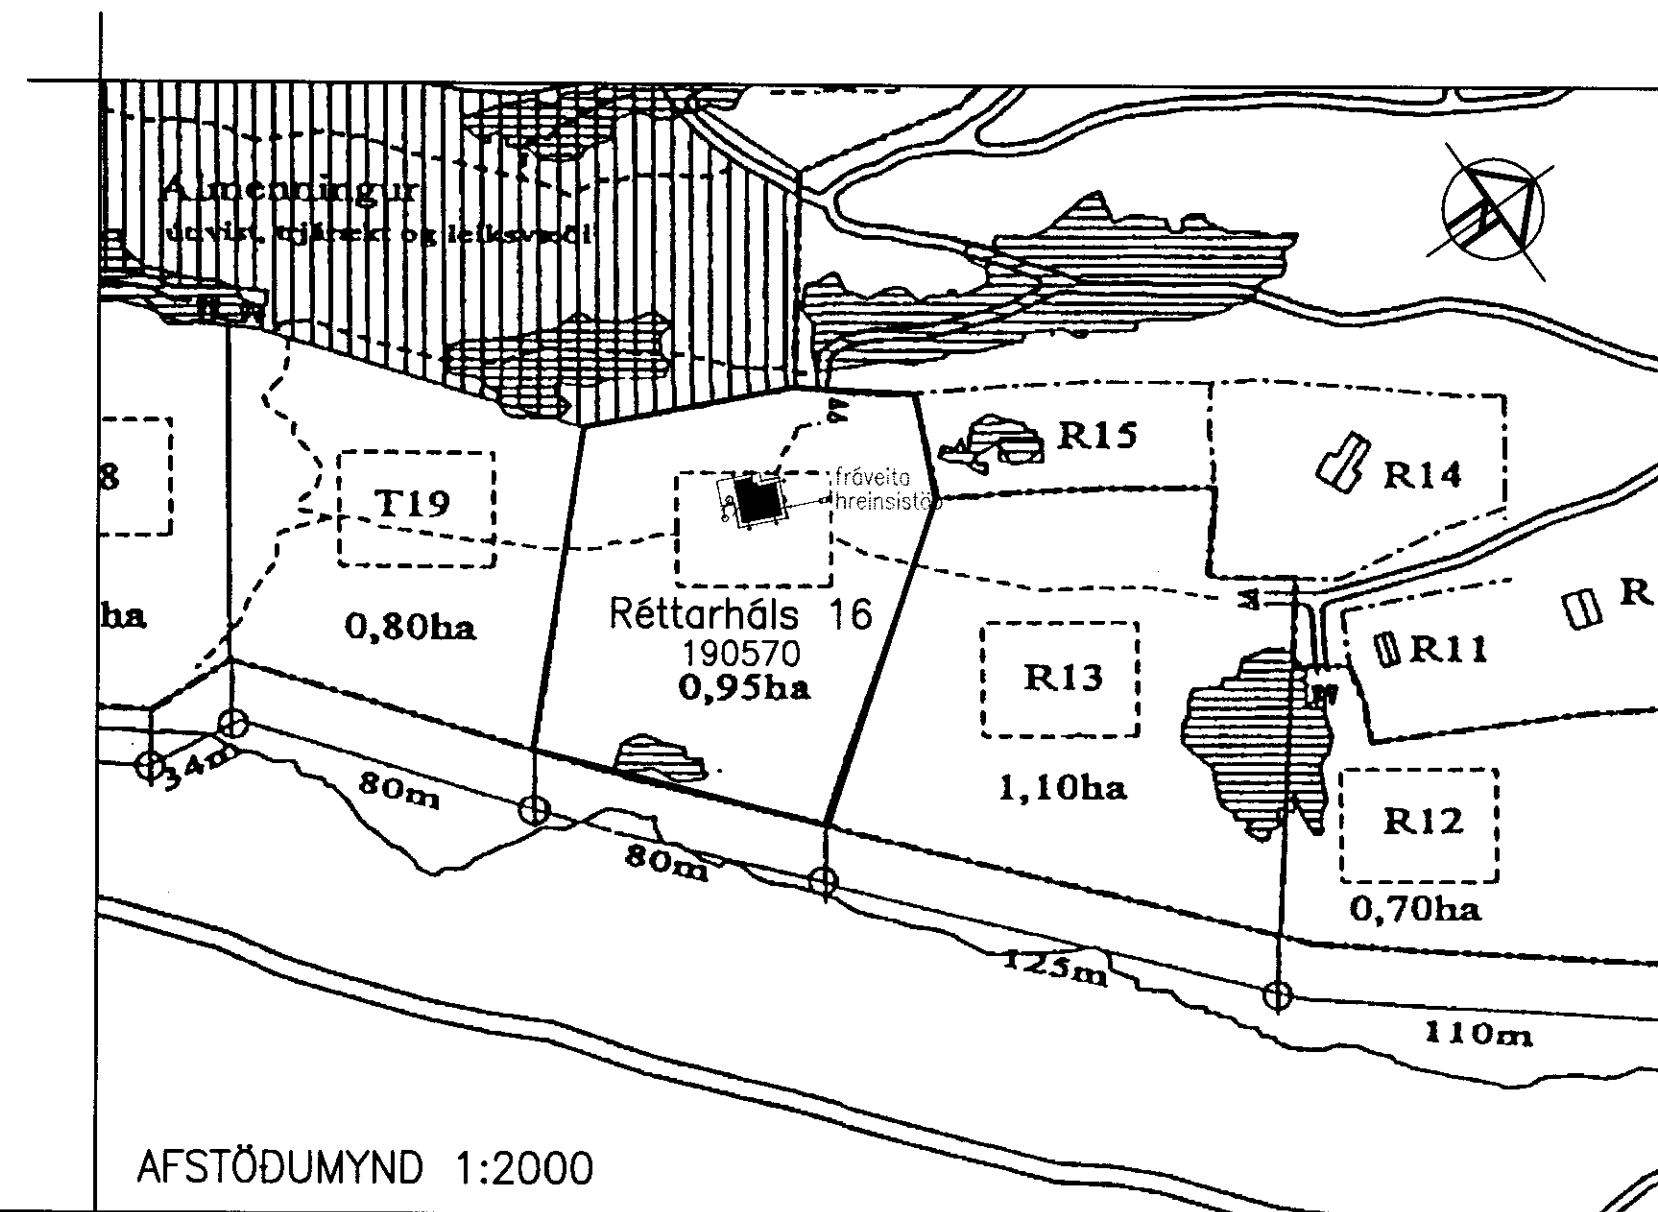 Almenningur
útivist, trjárækt og leiksvæði
R15
R14
8
T19
fráveita
hreinsistöð
ha
0,80ha
Réttarháls 16
190570
0,95ha
R13
R11
R
34m
80m
1,10ha
R12
80m
0,70ha
125m
110m
AFSTÖÐUMYND 1:2000